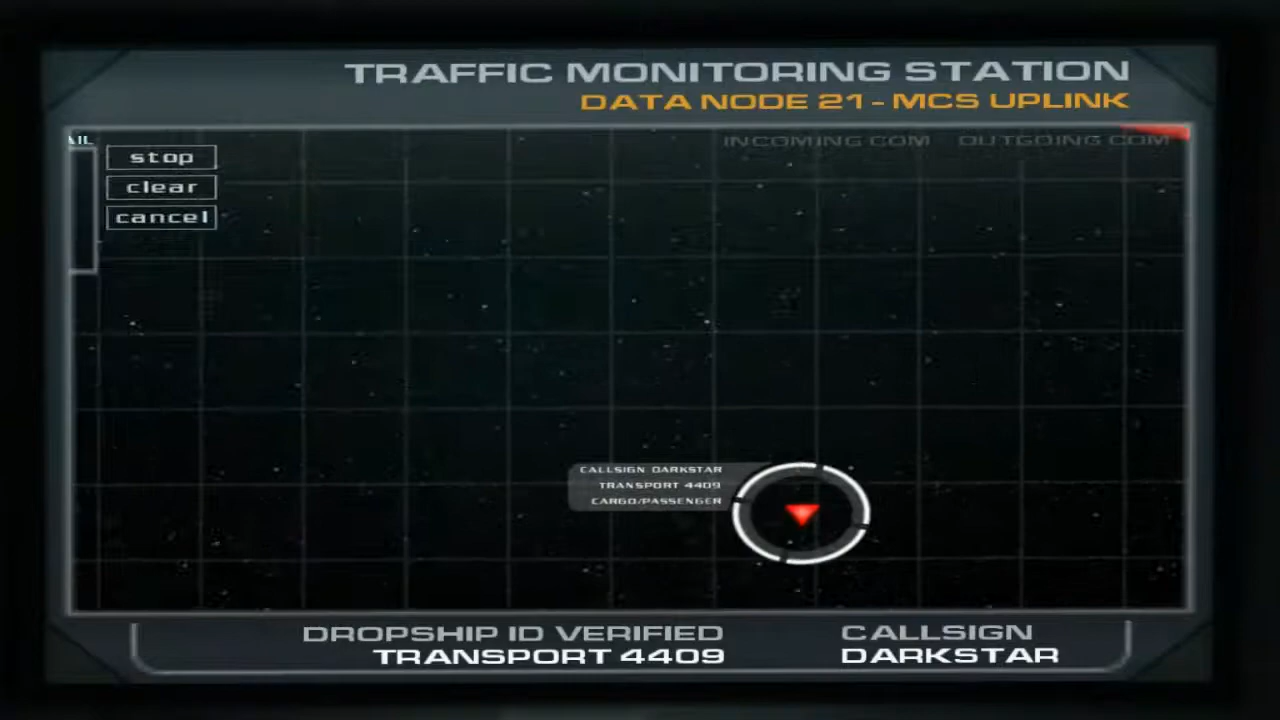 TRAFFIC MONITORING STATION
DATA NODE 21 - MCS UPLINK
INCOMING COM OUTGOING COM
stop
clear
cancel
CALLSIGN DARKSTAR
TRANSPORT 4409
CARGO/PASSENGER
DROPSHIP ID VERIFIED
TRANSPORT 4409
CALLSIGN
DARKSTAR